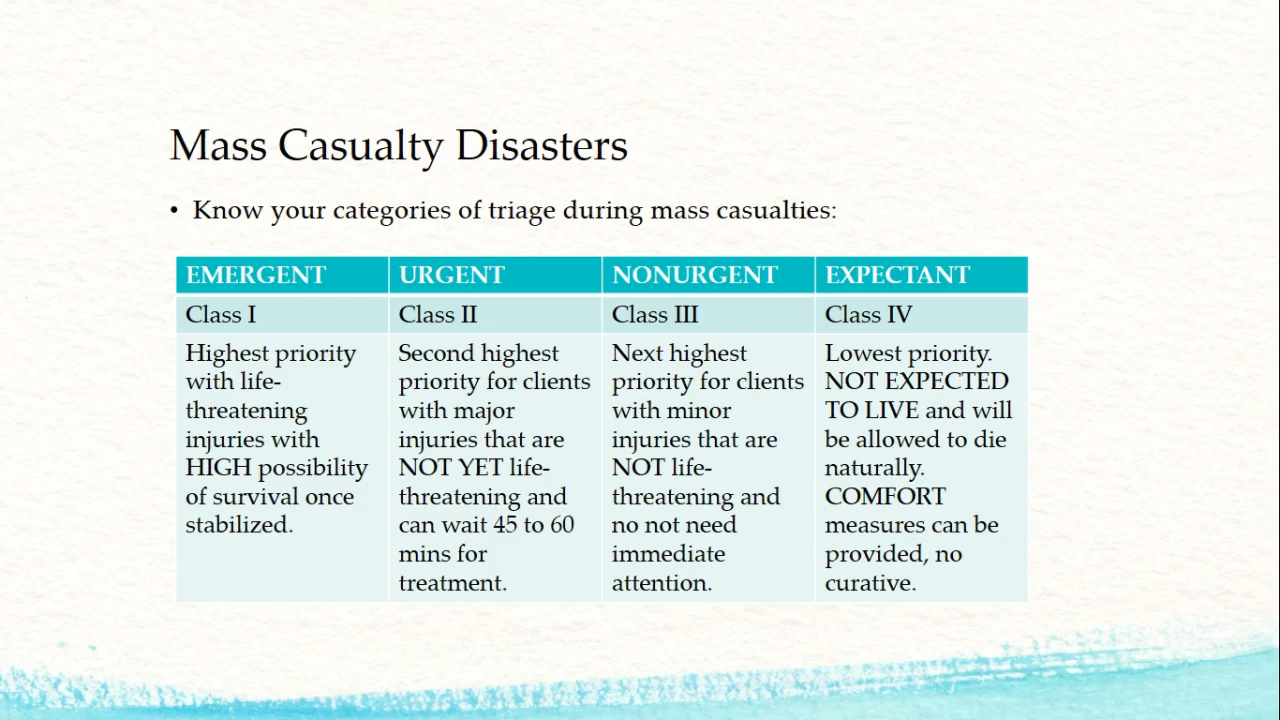 Mass Casualty Disasters
• Know your categories of triage during mass casualties:
EMERGENT
URGENT
NONURGENT
EXPECTANT
Class I
Class II
Class III
Class IV
Highest priority
with life-
threatening
injuries with
HIGH possibility
of survival once
stabilized.
Second highest
priority for clients
with major
injuries that are
NOT YET life-
threatening and
can wait 45 to 60
mins for
treatment.
Next highest
priority for clients
with minor
injuries that are
NOT life-
threatening and
no not need
immediate
attention.
Lowest priority.
NOT EXPECTED
TO LIVE and will
be allowed to die
naturally.
COMFORT
measures can be
provided, no
curative.